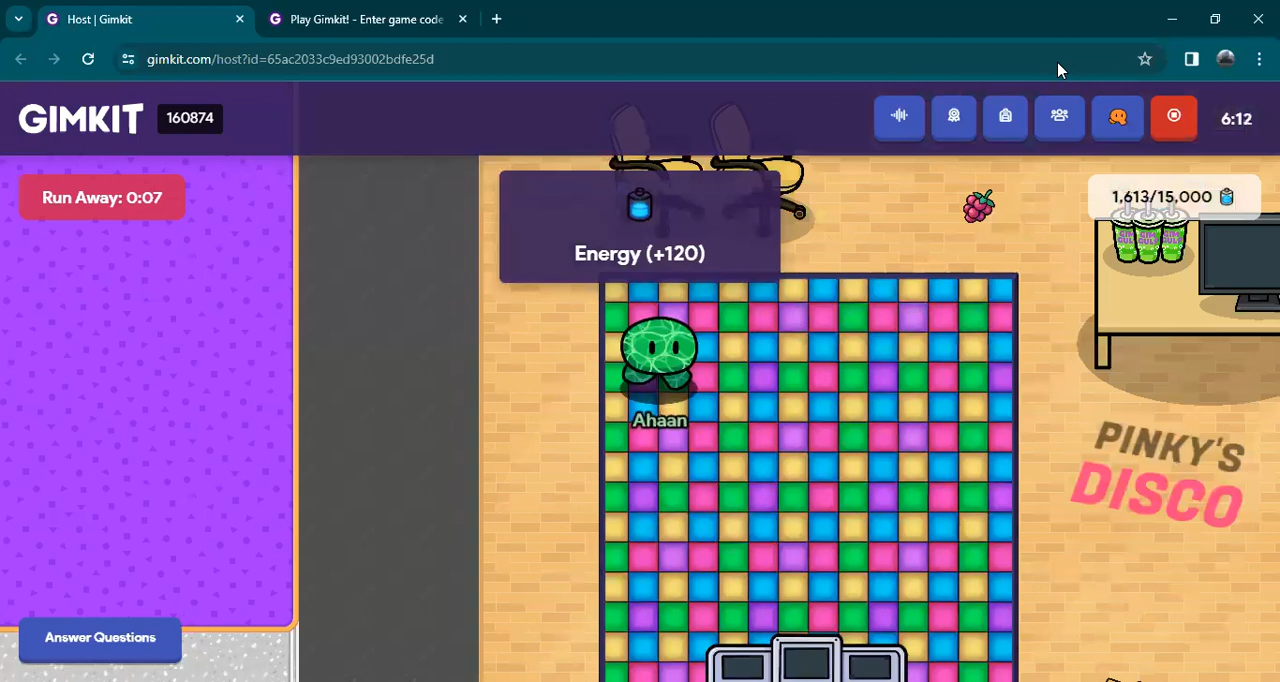 Host | Gimkit
Play Gimkit! - Enter game code
gimkit.com/host?id=65ac2033c9ed93002bdfe25d
GIMKIT
160874
6:12
Run Away: 0:07
1,613/15,000
Energy (+120)
Ahaan
PINKY'S
DISCO
Answer Questions